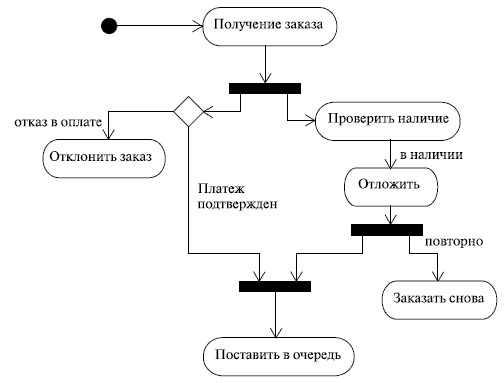 Получение заказа
отказ в оплате
Проверить наличие
Отклонить заказ
в наличии
Отложить
Платеж
подтвержден
повторно
Заказать снова
Поставить в очередь